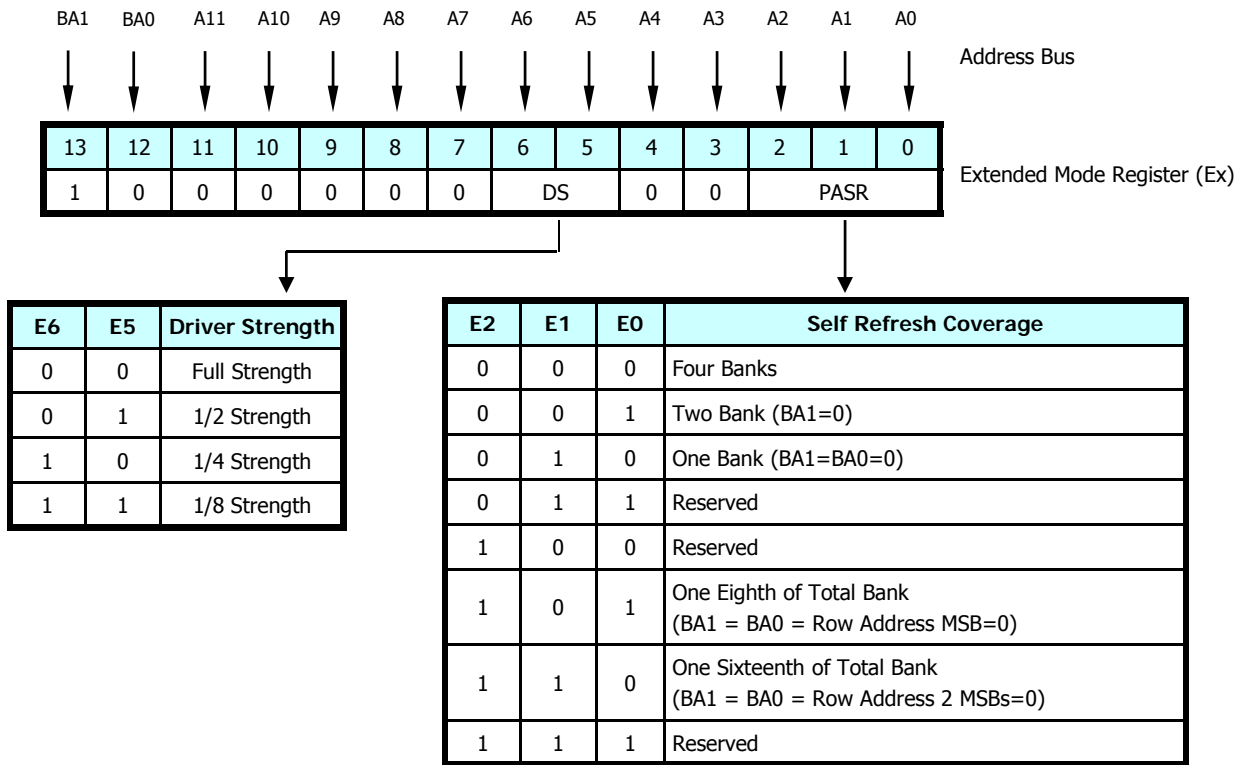 BA1 BA0 A11 A10 A9 A8 A7 A6 A5 A4 A3 A2 A1 A0
Address Bus
13 12 11 10 9 8 7 6 5 4 3 2 1 0
1 0 0 0 0 0 0 DS 0 0 PASR
Extended Mode Register (Ex)
E6 E5 Driver Strength
0 0 Full Strength
0 1 1/2 Strength
1 0 1/4 Strength
1 1 1/8 Strength
E2 E1 E0 Self Refresh Coverage
0 0 0 Four Banks
0 0 1 Two Bank (BA1=0)
0 1 0 One Bank (BA1=BA0=0)
0 1 1 Reserved
1 0 0 Reserved
1 0 1 One Eighth of Total Bank
(BA1 = BA0 = Row Address MSB=0)
1 1 0 One Sixteenth of Total Bank
(BA1 = BA0 = Row Address 2 MSBs=0)
1 1 1 Reserved